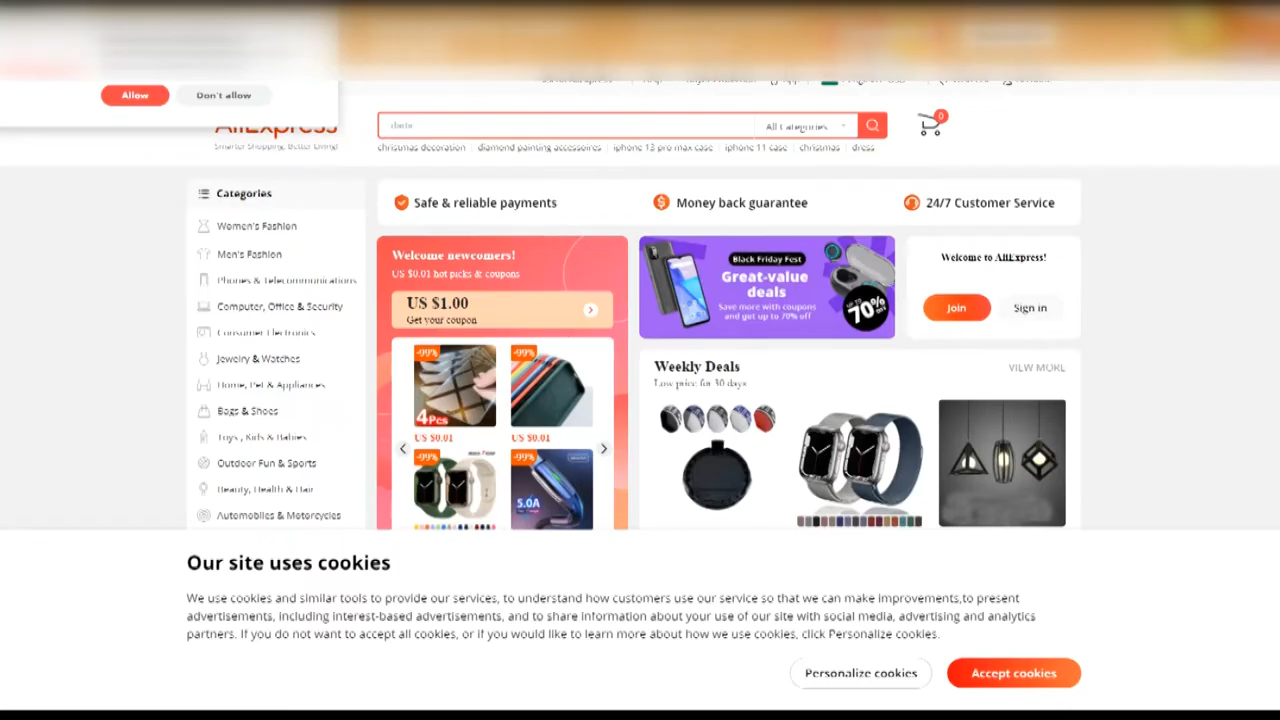 Allow
Don't allow
AliExpress
Smarter Shopping, Better Living!
All Categories
0
christmas decoration
diamond painting accessoires
iphone 13 pro max case
iphone 11 case
christmas
dress
Categories
Women's Fashion
Men's Fashion
Phones & Telecommunications
Computer, Office & Security
Consumer Electronics
Jewelry & Watches
Home, Pet & Appliances
Bags & Shoes
Toys , Kids & Babies
Outdoor Fun & Sports
Beauty, Health & Hair
Automobiles & Motorcycles
Safe & reliable payments
Money back guarantee
24/7 Customer Service
Welcome newcomers!
US $0.01 hot picks & coupons
US $1.00
Get your coupon
-99%
4Pcs
US $0.01
-99%
US $0.01
-99%
-99%
5.0A
Black Friday Fest
Great-value
deals
Save more with coupons
and get up to 70% off
UP TO
70%
Welcome to AliExpress!
Join
Sign in
Weekly Deals
VIEW MORE
Low price for 30 days
Our site uses cookies
We use cookies and similar tools to provide our services, to understand how customers use our service so that we can make improvements,to present
advertisements, including interest-based advertisements, and to share information about your use of our site with social media, advertising and analytics
partners. If you do not want to accept all cookies, or if you would like to learn more about how we use cookies, click Personalize cookies.
Personalize cookies
Accept cookies